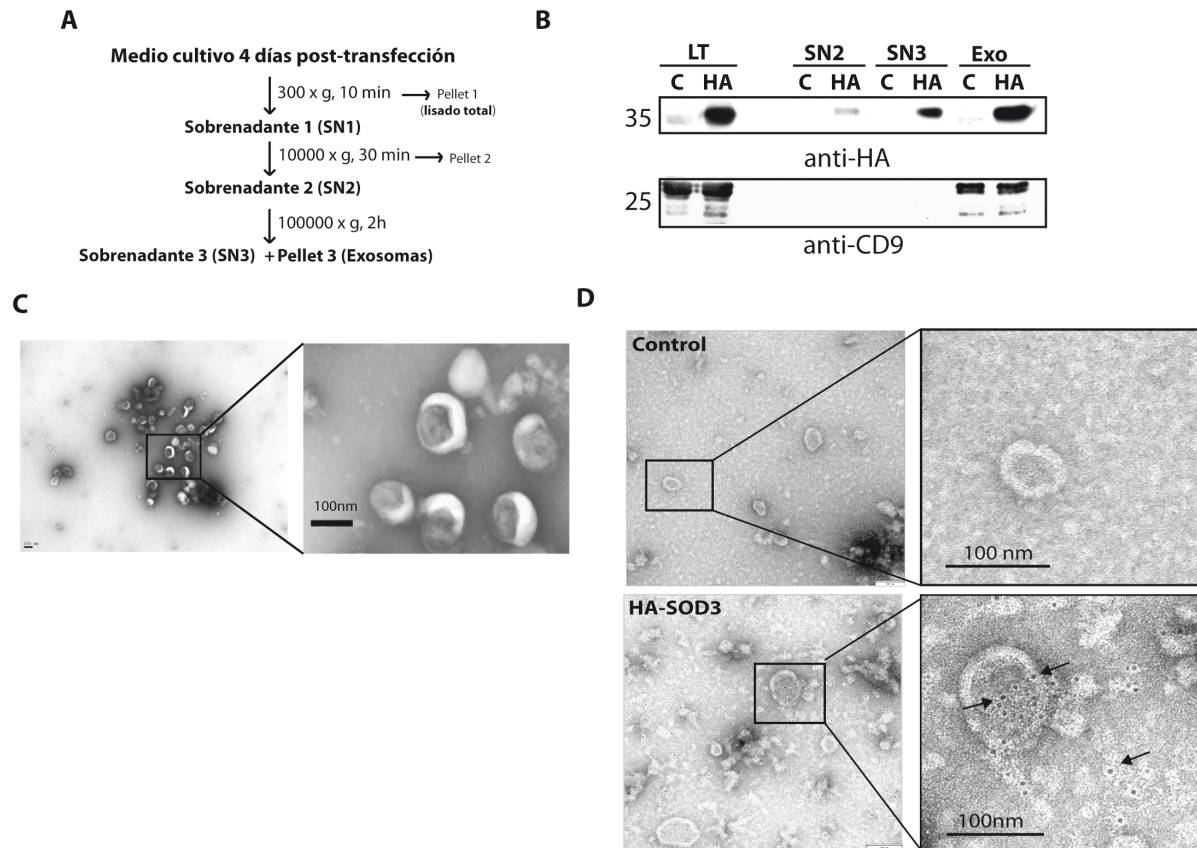 A
Medio cultivo 4 días post-transfección
300 x g, 10 min
Pellet 1
(lisado total)
Sobrenadante 1 (SN1)
10000 x g, 30 min
Pellet 2
Sobrenadante 2 (SN2)
100000 x g, 2h
Sobrenadante 3 (SN3) + Pellet 3 (Exosomas)
B
LT SN2 SN3 Exo
C HA C HA C HA C HA
35
anti-HA
25
anti-CD9
C
100nm
D
Control
100 nm
HA-SOD3
100nm